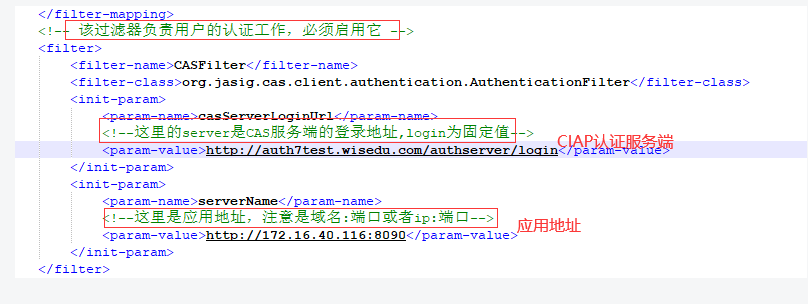 </filter-mapping>
<!-- 该过滤器负责用户的认证工作，必须启用它 -->
<filter>
<filter-name>CASFilter</filter-name>
<filter-class>org.jasig.cas.client.authentication.AuthenticationFilter</filter-class>
<init-param>
<param-name>casServerLoginUrl</param-name>
<!--这里的server是CAS服务端的登录地址,login为固定值-->
<param-value>http://auth7test.wisedu.com/authserver/login</param-value> CIAP认证服务端
</init-param>
<init-param>
<param-name>serverName</param-name>
<!--这里是应用地址，注意是域名:端口或者ip:端口-->
<param-value>http://172.16.40.116:8090</param-value> 应用地址
</init-param>
</filter>